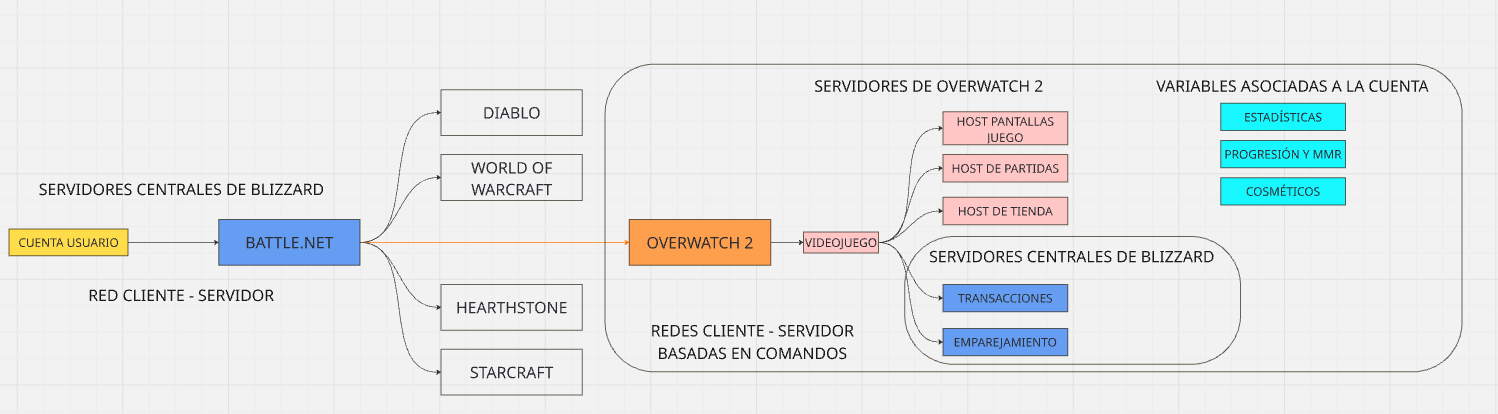 SERVIDORES CENTRALES DE BLIZZARD
CUENTA USUARIO
BATTLE.NET
RED CLIENTE - SERVIDOR
DIABLO
WORLD OF
WARCRAFT
HEARTHSTONE
STARCRAFT
OVERWATCH 2
VIDEOJUEGO
SERVIDORES DE OVERWATCH 2
HOST PANTALLAS
JUEGO
HOST DE PARTIDAS
HOST DE TIENDA
SERVIDORES CENTRALES DE BLIZZARD
TRANSACCIONES
EMPAREJAMIENTO
REDES CLIENTE - SERVIDOR
BASADAS EN COMANDOS
VARIABLES ASOCIADAS A LA CUENTA
ESTADÍSTICAS
PROGRESIÓN Y MMR
COSMÉTICOS